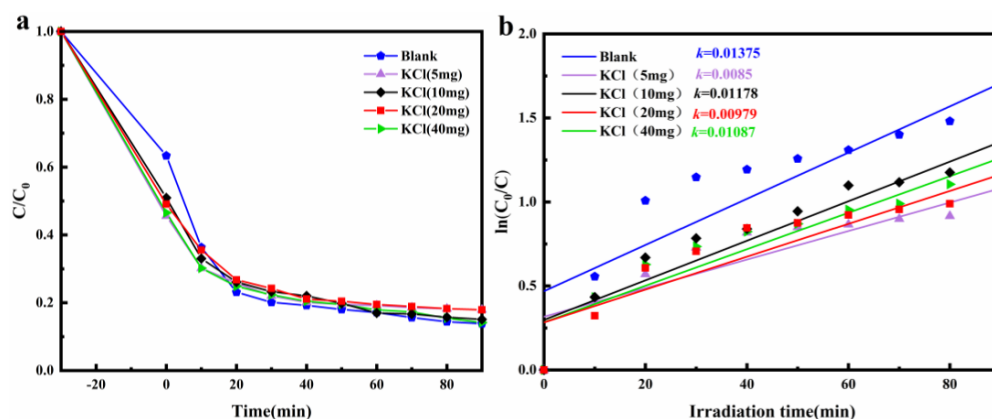 a
1.0
0.8
0.6
0.4
0.2
0.0
C/C0
-20 0 20 40 60 80
Time(min)
Blank
KCl(5mg)
KCl(10mg)
KCl(20mg)
KCl(40mg)
b
2.0
1.5
1.0
0.5
0.0
ln(C0/C)
0 20 40 60 80
Irradiation time(min)
Blank k=0.01375
KCl（5mg） k=0.0085
KCl（10mg） k=0.01178
KCl（20mg） k=0.00979
KCl（40mg） k=0.01087